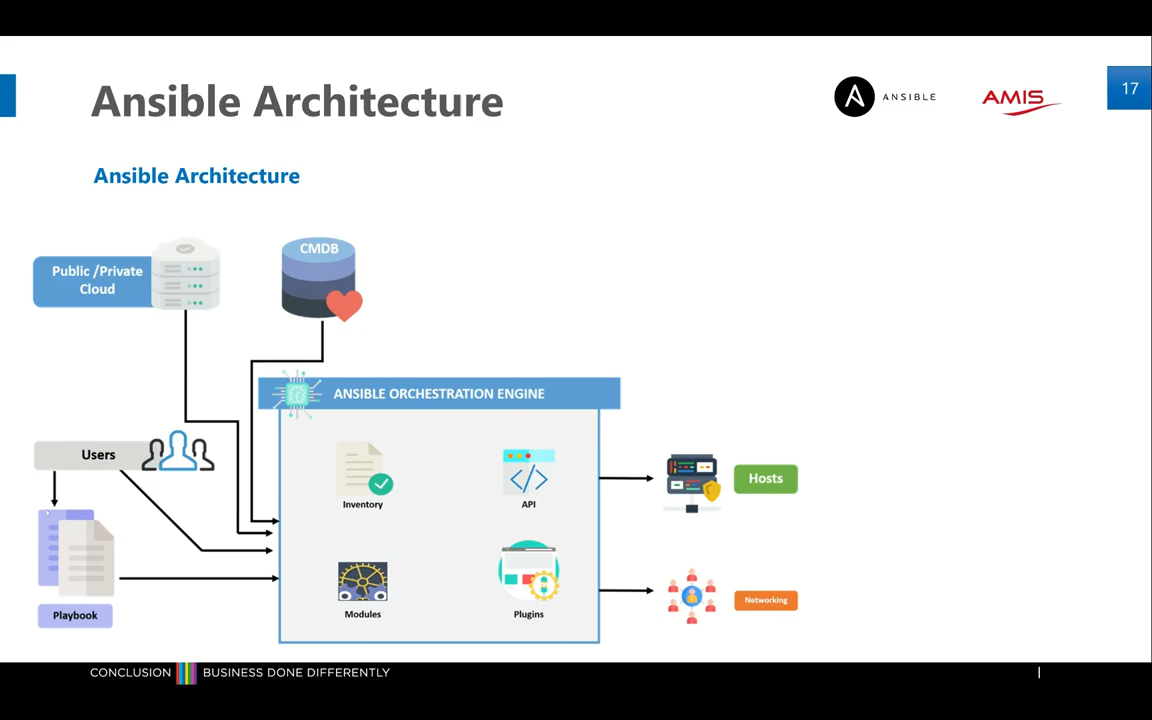 Ansible Architecture
ANSIBLE
AMIS
17
Ansible Architecture
CMDB
Public /Private
Cloud
ANSIBLE ORCHESTRATION ENGINE
Users
Inventory
API
Hosts
Modules
Plugins
Networking
Playbook
CONCLUSION BUSINESS DONE DIFFERENTLY